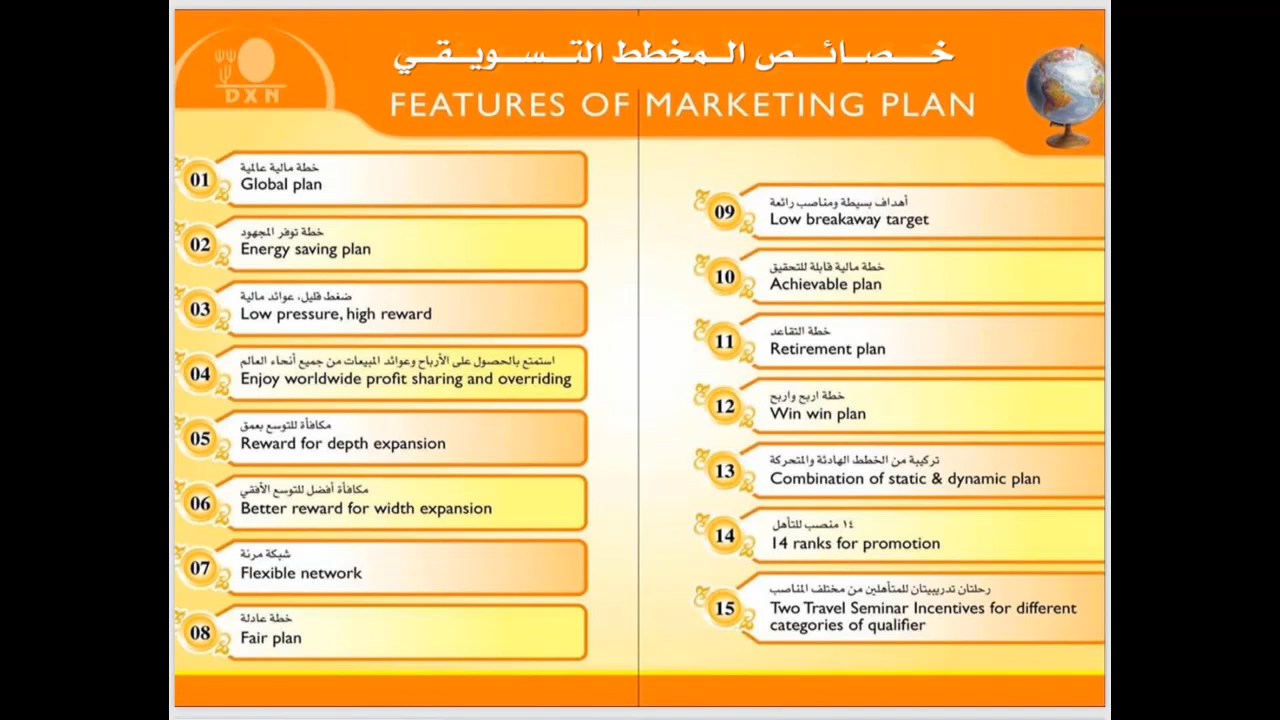 DXN
خصائص المخطط التسويقي
FEATURES OF MARKETING PLAN
01
خطة مالية عالمية
Global plan
02
خطة توفر المجهود
Energy saving plan
03
ضغط قليل، عوائد مالية
Low pressure, high reward
04
استمتع بالحصول على الأرباح وعوائد المبيعات من جميع أنحاء العالم
Enjoy worldwide profit sharing and overriding
05
مكافأة للتوسع بعمق
Reward for depth expansion
06
مكافأة أفضل للتوسع الأفقي
Better reward for width expansion
07
شبكة مرنة
Flexible network
08
خطة عادلة
Fair plan
09
أهداف بسيطة ومناصب رائعة
Low breakaway target
10
خطة مالية قابلة للتحقيق
Achievable plan
11
خطة التقاعد
Retirement plan
12
خطة اربح واربح
Win win plan
13
تركيبة من الخطط الهادئة والمتحركة
Combination of static & dynamic plan
14
١٤ منصب للتأهل
14 ranks for promotion
15
رحلتان تدريبيتان للمتأهلين من مختلف المناصب
Two Travel Seminar Incentives for different
categories of qualifier